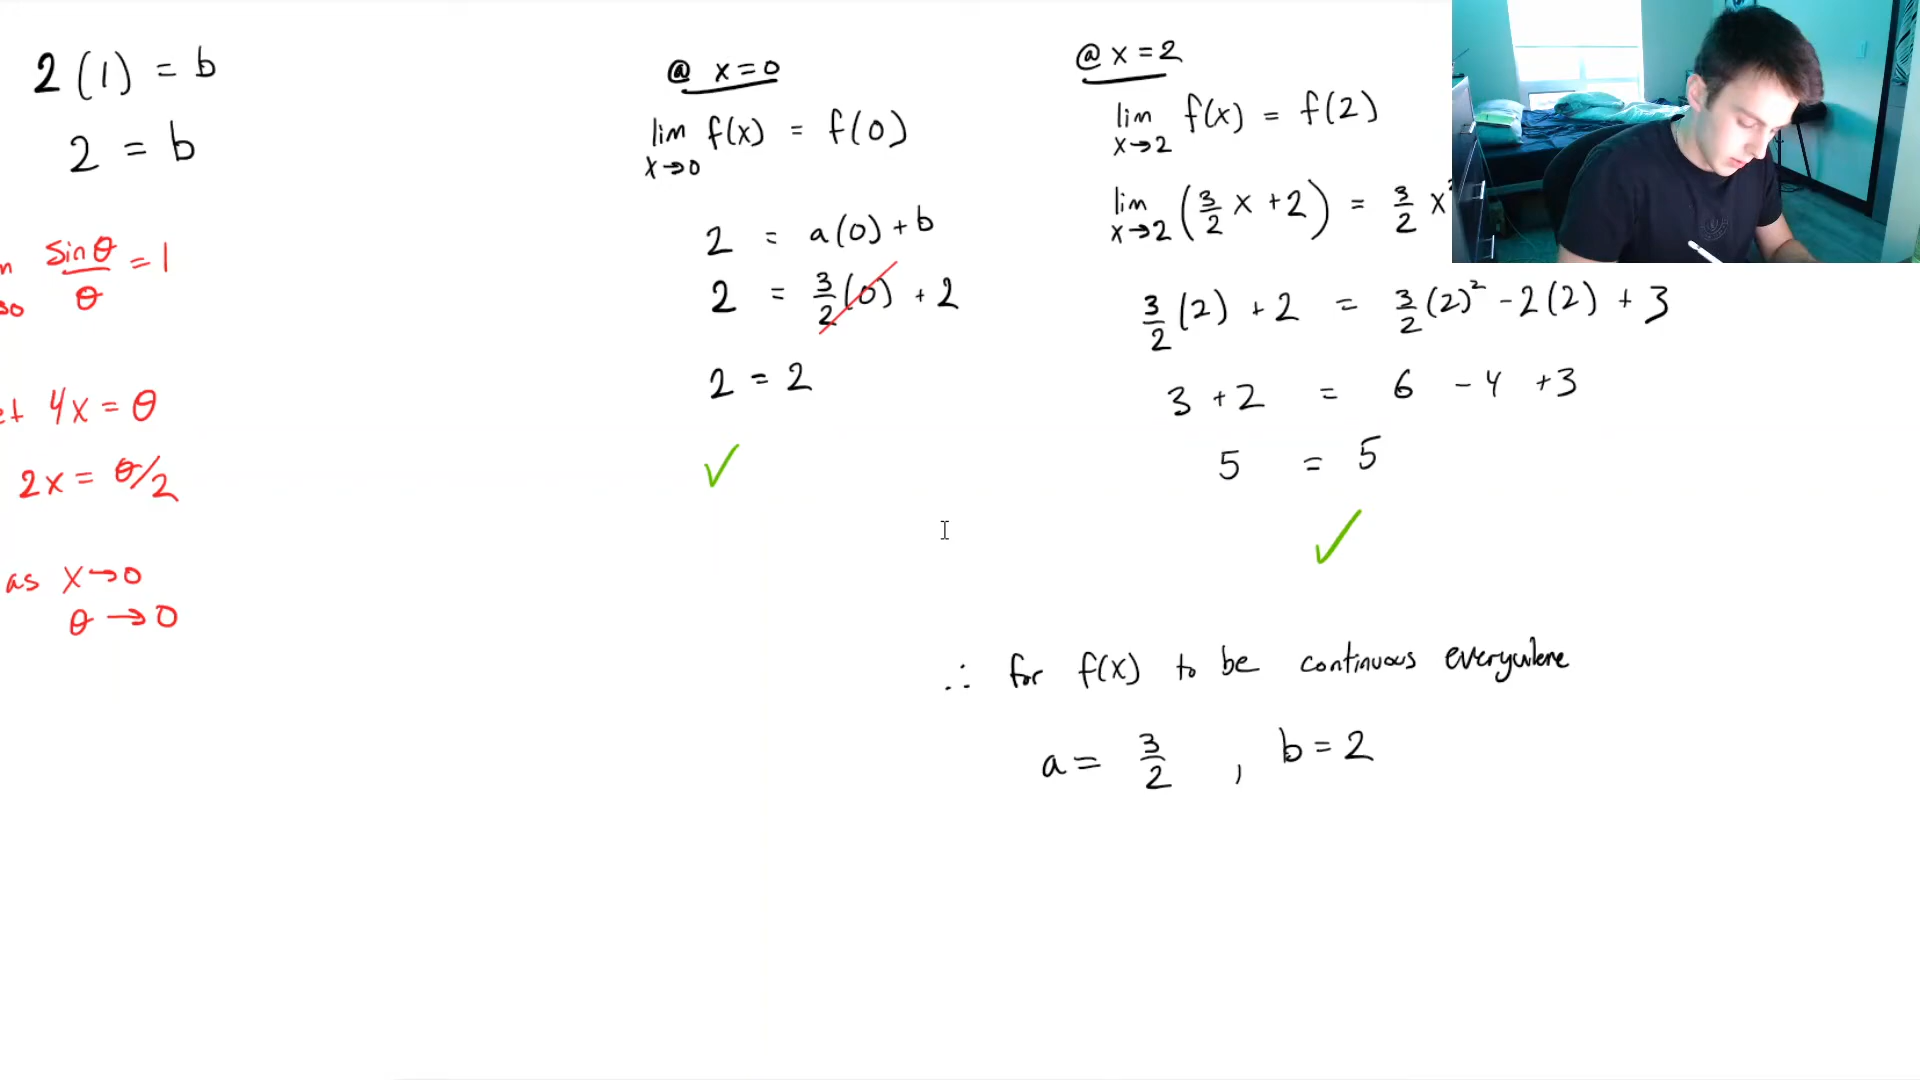 2(1) = b
2 = b
sinθ/θ = 1
4x = θ
2x = θ/2
as x→0
θ→0
@ x=0
lim x→0 f(x) = f(0)
2 = a(0) + b
2 = 3/2(0) + 2
2 = 2
✓
@ x=2
lim x→2 f(x) = f(2)
lim x→2 (3/2 x + 2) = 3/2 x
3/2(2) + 2 = 3/2(2)² - 2(2) + 3
3 + 2 = 6 - 4 + 3
5 = 5
✓
∴ for f(x) to be continuous everywhere
a = 3/2 , b = 2